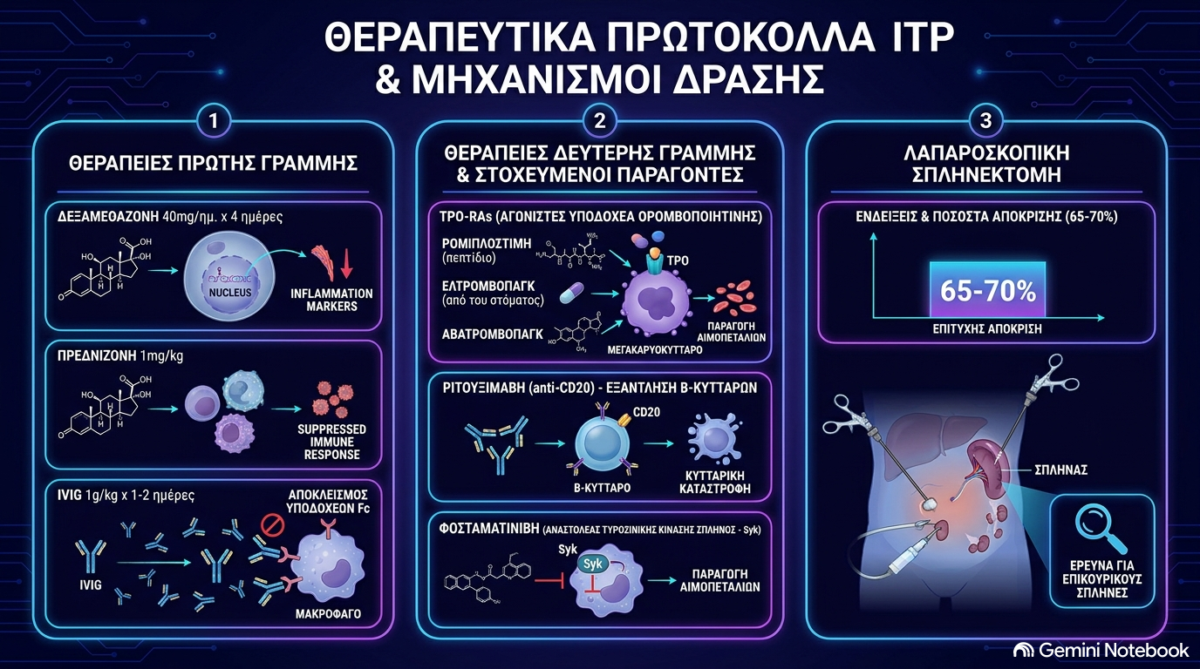 ΘΕΡΑΠΕΥΤΙΚΑ ΠΡΩΤΟΚΟΛΛΑ ITP
& ΜΗΧΑΝΙΣΜΟΙ ΔΡΑΣΗΣ
1
ΘΕΡΑΠΕΙΕΣ ΠΡΩΤΗΣ ΓΡΑΜΜΗΣ
ΔΕΞΑΜΕΘΑΖΟΝΗ 40mg/ημ. x 4 ημέρες
NUCLEUS
INFLAMMATION
MARKERS
ΠΡΕΔΝΙΖΟΝΗ 1mg/kg
SUPPRESSED
IMMUNE
RESPONSE
IVIG 1g/kg x 1-2 ημέρες
ΑΠΟΚΛΕΙΣΜΟΣ
ΥΠΟΔΟΧΕΩΝ Fc
IVIG
ΜΑΚΡΟΦΑΓΟ
2
ΘΕΡΑΠΕΙΕΣ ΔΕΥΤΕΡΗΣ ΓΡΑΜΜΗΣ
& ΣΤΟΧΕΥΜΕΝΟΙ ΠΑΡΑΓΟΝΤΕΣ
TPO-RAs (ΑΓΟΝΙΣΤΕΣ ΥΠΟΔΟΧΕΑ ΟΡΟΜΒΟΠΟΙΗΤΙΝΗΣ)
ΡΟΜΙΠΛΟΣΤΙΜΗ
(πεπτίδιο)
TPO
ΕΛΤΡΟΜΒΟΠΑΓΚ
(από του στόματος)
ΑΒΑΤΡΟΜΒΟΠΑΓΚ
ΜΕΓΑΚΑΡΥΟΚΥΤΤΑΡΟ
ΠΑΡΑΓΩΓΗ
ΑΙΜΟΠΕΤΑΛΙΩΝ
ΡΙΤΟΥΞΙΜΑΒΗ (anti-CD20) - ΕΞΑΝΤΛΗΣΗ Β-ΚΥΤΤΑΡΩΝ
CD20
Β-ΚΥΤΤΑΡΟ
ΚΥΤΤΑΡΙΚΗ
ΚΑΤΑΣΤΡΟΦΗ
ΦΟΣΤΑΜΑΤΙΝΙΒΗ (ΑΝΑΣΤΟΛΕΑΣ ΤΥΡΟΖΙΝΙΚΗΣ ΚΙΝΑΣΗΣ ΣΠΛΗΝΟΣ - Syk)
Syk
Syk
ΠΑΡΑΓΩΓΗ
ΑΙΜΟΠΕΤΑΛΙΩΝ
3
ΛΑΠΑΡΟΣΚΟΠΙΚΗ
ΣΠΛΗΝΕΚΤΟΜΗ
ΕΝΔΕΙΞΕΙΣ & ΠΟΣΟΣΤΑ ΑΠΟΚΡΙΣΗΣ (65-70%)
65-70%
ΕΠΙΤΥΧΗΣ ΑΠΟΚΡΙΣΗ
ΣΠΛΗΝΑΣ
ΕΡΕΥΝΑ ΓΙΑ
ΕΠΙΚΟΥΡΙΚΟΥΣ
ΣΠΛΗΝΕΣ
Gemini Notebook